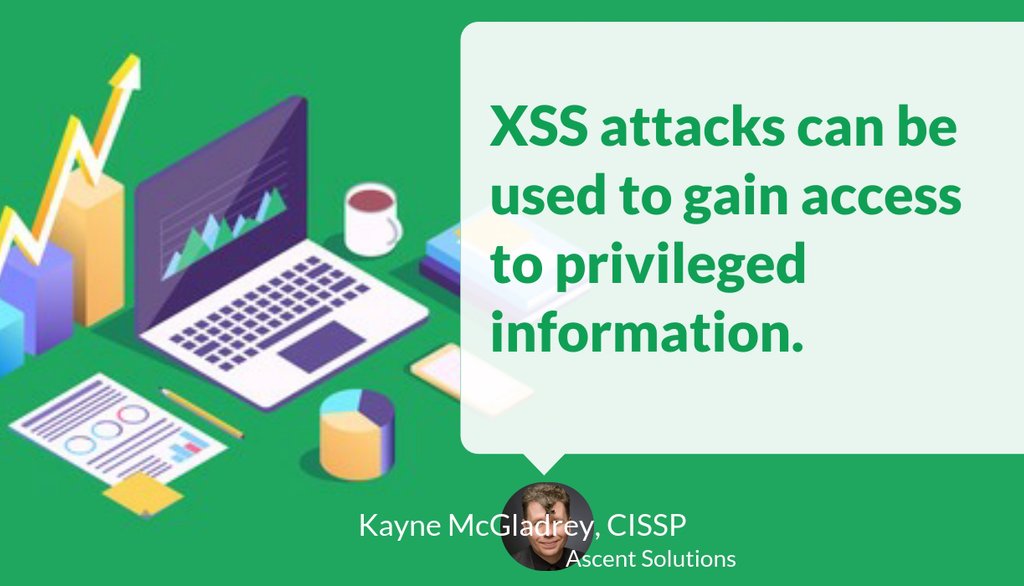 XSS attacks can be
used to gain access
to privileged
information.
Kayne McGladrey, CISSP
Ascent Solutions